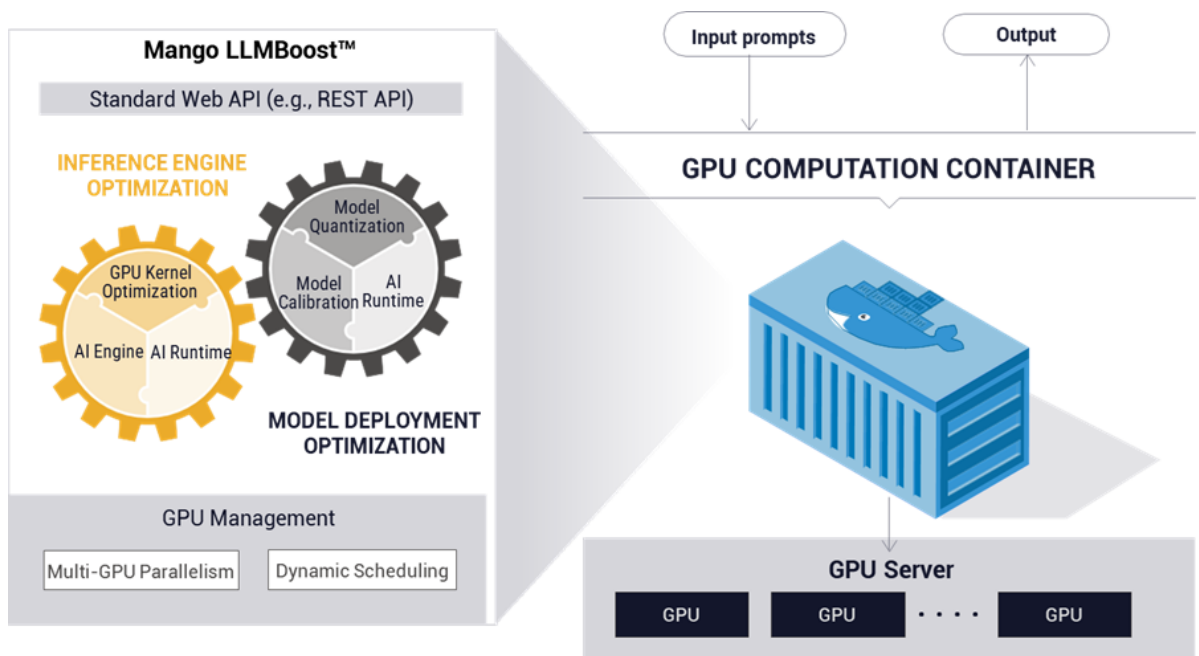 Mango LLMBoost™
Standard Web API (e.g., REST API)
INFERENCE ENGINE
OPTIMIZATION
GPU Kernel
Optimization
AI Engine
AI Runtime
Model
Quantization
Model
Calibration
AI
Runtime
MODEL DEPLOYMENT
OPTIMIZATION
GPU Management
Multi-GPU Parallelism
Dynamic Scheduling
Input prompts
Output
GPU COMPUTATION CONTAINER
GPU Server
GPU
GPU
. . . .
GPU